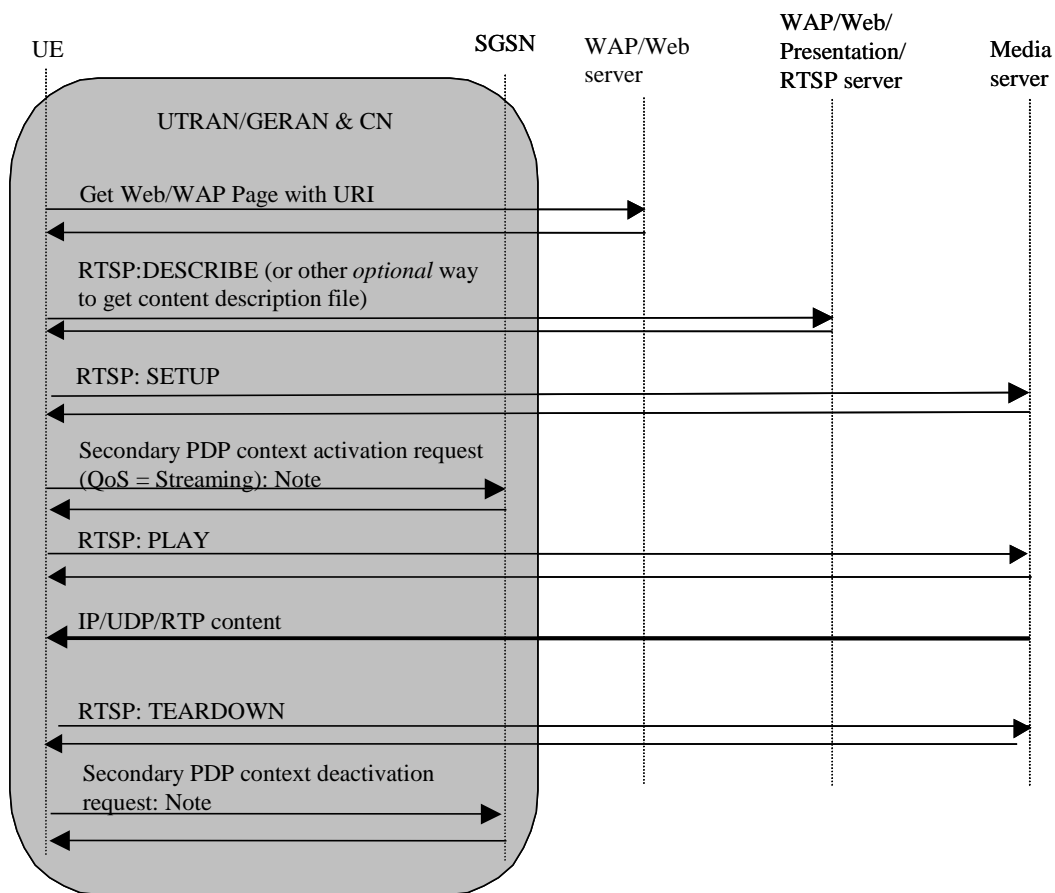 UE
SGSN
WAP/Web
server
WAP/Web/
Presentation/
RTSP server
Media
server
UTRAN/GERAN & CN
Get Web/WAP Page with URI
RTSP:DESCRIBE (or other optional way
to get content description file)
RTSP: SETUP
Secondary PDP context activation request
(QoS = Streaming): Note
RTSP: PLAY
IP/UDP/RTP content
RTSP: TEARDOWN
Secondary PDP context deactivation
request: Note